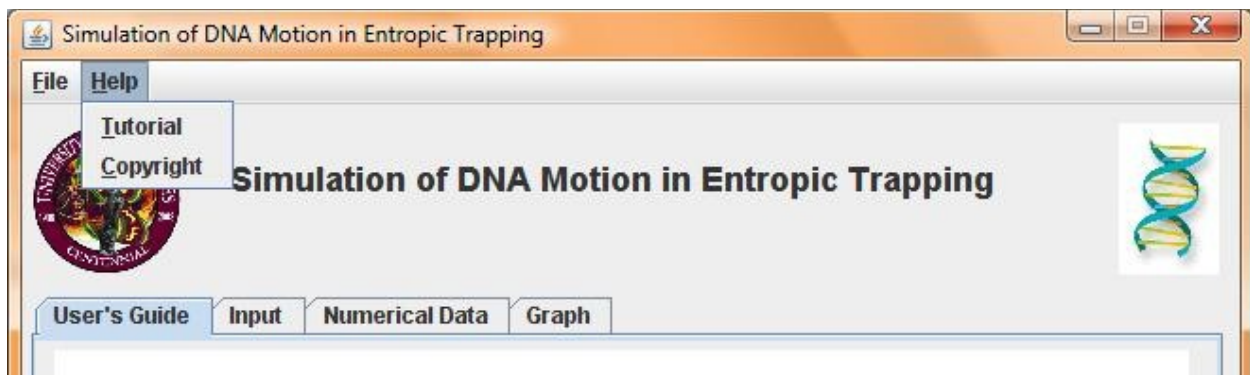 Simulation of DNA Motion in Entropic Trapping
File Help
Tutorial
Copyright
Simulation of DNA Motion in Entropic Trapping
CENTENNIAL
User's Guide Input Numerical Data Graph